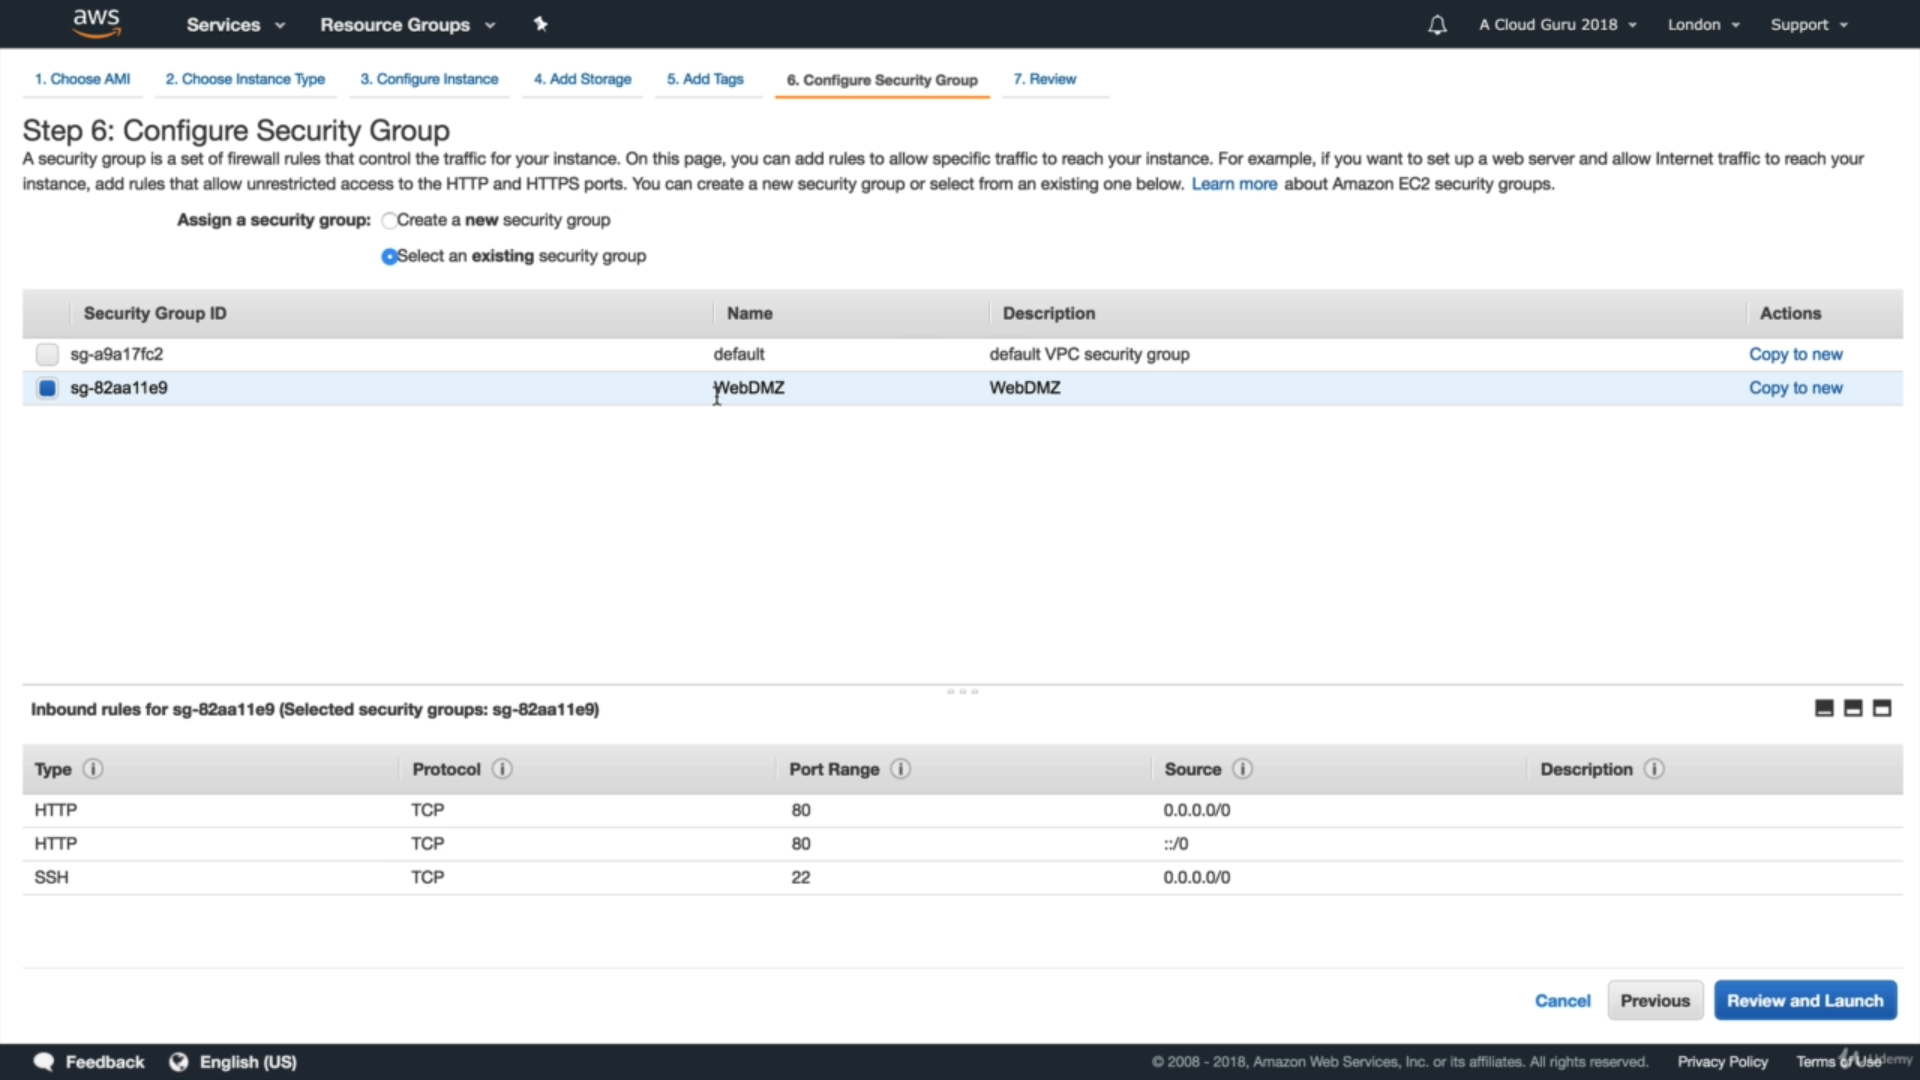 aws Services Resource Groups A Cloud Guru 2018 London Support
1. Choose AMI 2. Choose Instance Type 3. Configure Instance 4. Add Storage 5. Add Tags 6. Configure Security Group 7. Review
Step 6: Configure Security Group
A security group is a set of firewall rules that control the traffic for your instance. On this page, you can add rules to allow specific traffic to reach your instance. For example, if you want to set up a web server and allow Internet traffic to reach your
instance, add rules that allow unrestricted access to the HTTP and HTTPS ports. You can create a new security group or select from an existing one below. Learn more about Amazon EC2 security groups.
Assign a security group: Create a new security group
Select an existing security group
Security Group ID Name Description Actions
sg-a9a17fc2 default default VPC security group Copy to new
sg-82aa11e9 WebDMZ WebDMZ Copy to new
Inbound rules for sg-82aa11e9 (Selected security groups: sg-82aa11e9)
Type Protocol Port Range Source Description
HTTP TCP 80 0.0.0.0/0
HTTP TCP 80 ::/0
SSH TCP 22 0.0.0.0/0
Cancel Previous Review and Launch
Feedback English (US) © 2008 - 2018, Amazon Web Services, Inc. or its affiliates. All rights reserved. Privacy Policy Terms of Use Udemy